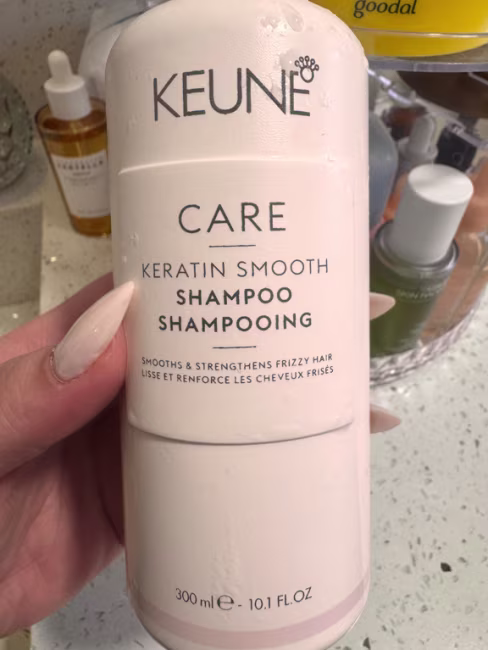 goodal
KEUNE
CARE
KERATIN SMOOTH
SHAMPOO
SHAMPOOING
SMOOTHS & STRENGTHENS FRIZZY HAIR
LISSE ET RENFORCE LES CHEVEUX FRISÉS
300 ml ℮ - 10.1 FL.OZ